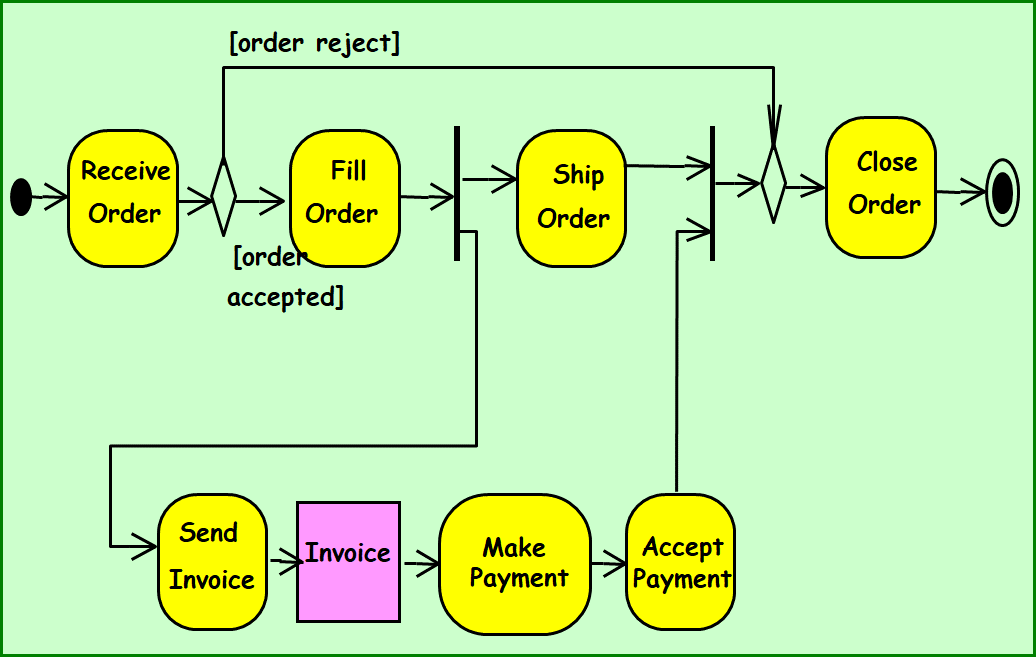 [order reject]
Receive
Order
Fill
Order
[order
accepted]
Ship
Order
Close
Order
Send
Invoice
Invoice
Make
Payment
Accept
Payment